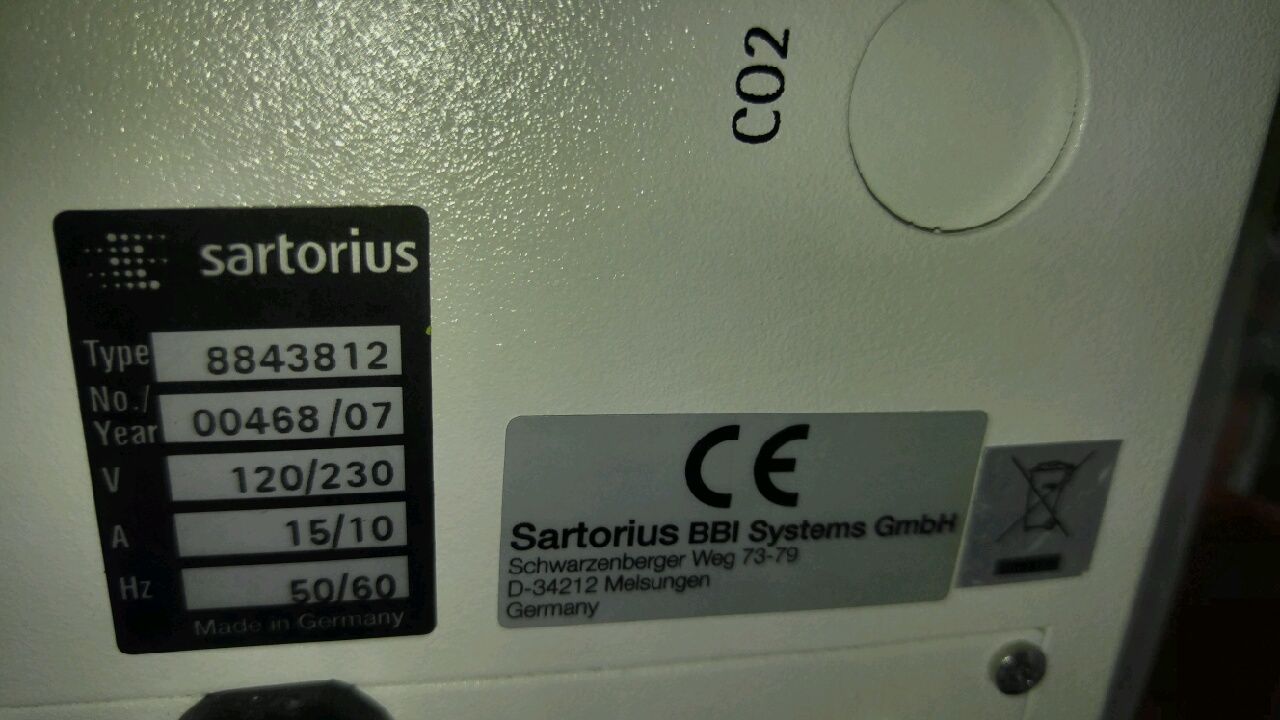 CO2
sartorius
Type 8843812
No./
Year 00468/07
V 120/230
A 15/10
Hz 50/60
Made in Germany
CE
Sartorius BBI Systems GmbH
Schwarzenberger Weg 73-79
D-34212 Melsungen
Germany